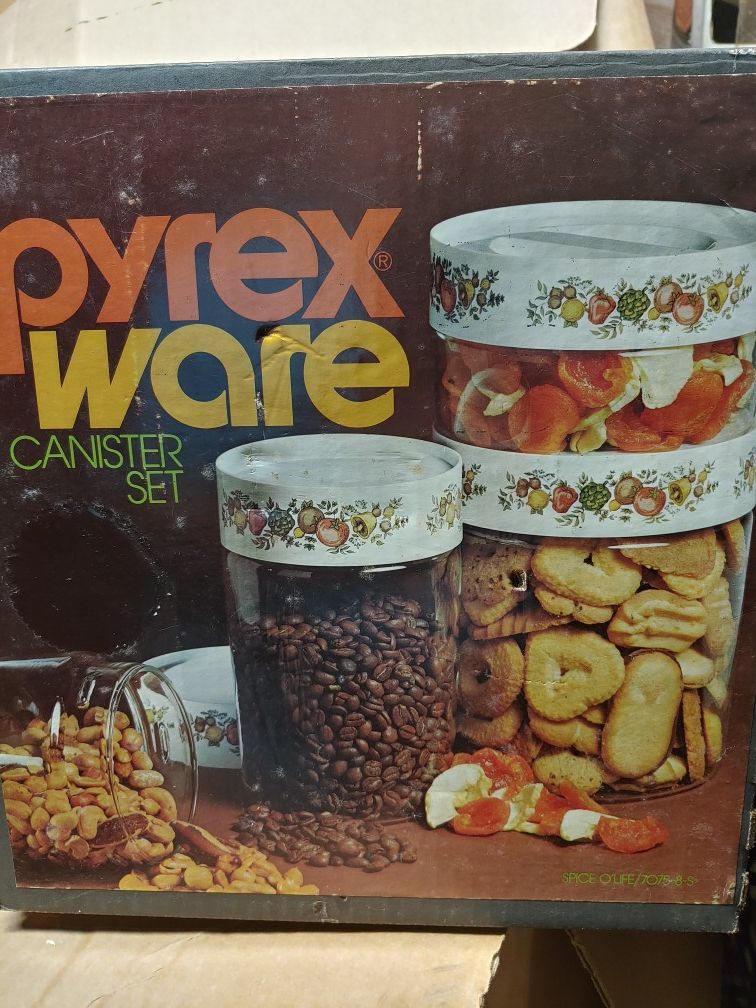 pyrex®
ware
CANISTER
SET
SPICE O'LIFE/7075-8-S